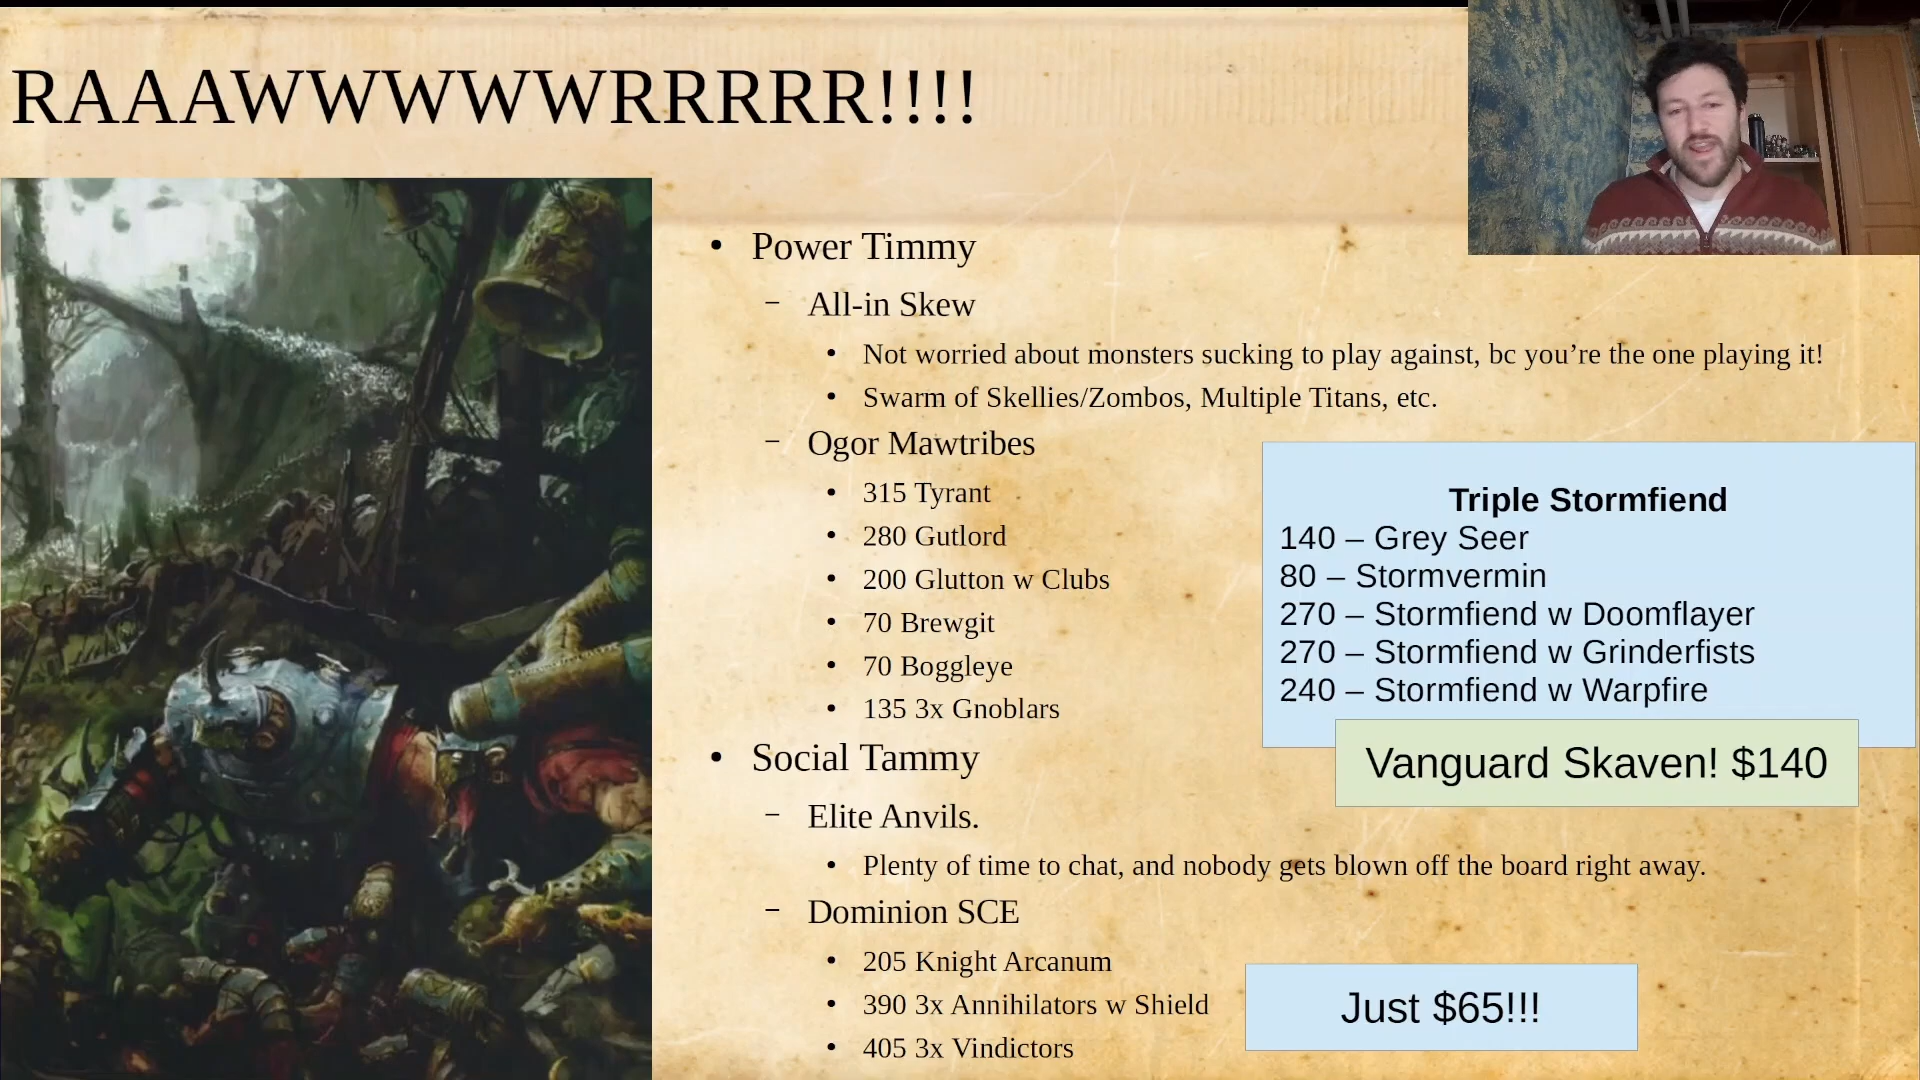 RAAAWWWWWRRRRR!!!!
• Power Timmy
– All-in Skew
• Not worried about monsters sucking to play against, bc you’re the one playing it!
• Swarm of Skellies/Zombos, Multiple Titans, etc.
– Ogor Mawtribes
• 315 Tyrant
• 280 Gutlord
• 200 Glutton w Clubs
• 70 Brewgit
• 70 Boggleye
• 135 3x Gnoblars
Triple Stormfiend
140 – Grey Seer
80 – Stormvermin
270 – Stormfiend w Doomflayer
270 – Stormfiend w Grinderfists
240 – Stormfiend w Warpfire
Vanguard Skaven! $140
• Social Tammy
– Elite Anvils.
• Plenty of time to chat, and nobody gets blown off the board right away.
– Dominion SCE
• 205 Knight Arcanum
• 390 3x Annihilators w Shield
• 405 3x Vindictors
Just $65!!!